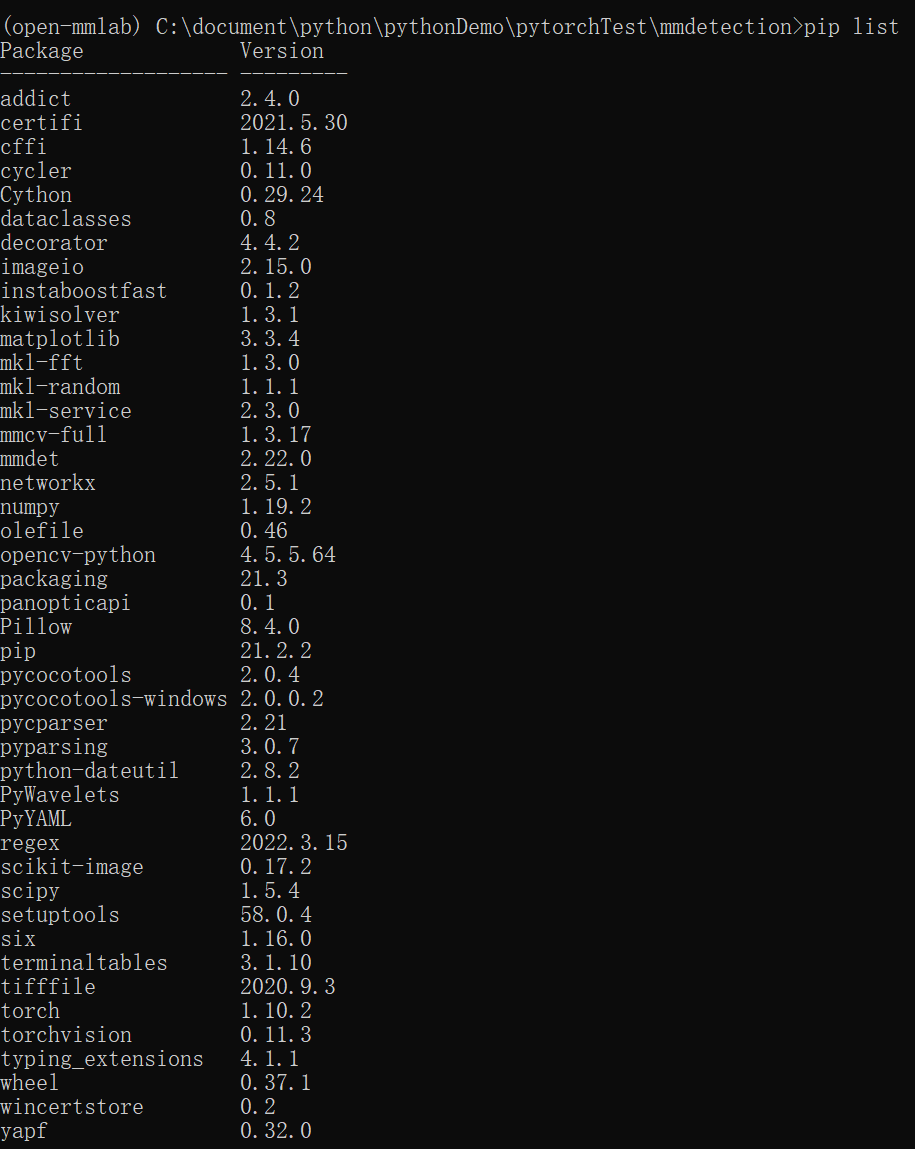 (open-mmlab) C:\document\python\pythonDemo\pytorchTest\mmdetection>pip list
Package             Version
------------------- ---------
addict              2.4.0
certifi             2021.5.30
cffi                1.14.6
cycler              0.11.0
Cython              0.29.24
dataclasses         0.8
decorator           4.4.2
imageio             2.15.0
instaboostfast      0.1.2
kiwisolver          1.3.1
matplotlib          3.3.4
mkl-fft             1.3.0
mkl-random          1.1.1
mkl-service         2.3.0
mmcv-full           1.3.17
mmdet               2.22.0
networkx            2.5.1
numpy               1.19.2
olefile             0.46
opencv-python       4.5.5.64
packaging           21.3
panopticapi         0.1
Pillow              8.4.0
pip                 21.2.2
pycocotools         2.0.4
pycocotools-windows 2.0.0.2
pycparser           2.21
pyparsing           3.0.7
python-dateutil     2.8.2
PyWavelets          1.1.1
PyYAML              6.0
regex               2022.3.15
scikit-image        0.17.2
scipy               1.5.4
setuptools          58.0.4
six                 1.16.0
terminaltables      3.1.10
tifffile            2020.9.3
torch               1.10.2
torchvision         0.11.3
typing_extensions   4.1.1
wheel               0.37.1
wincertstore        0.2
yapf                0.32.0